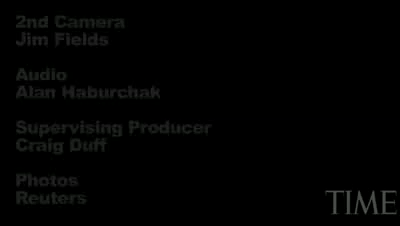 2nd Camera
Jim Fields
Audio
Alan Haburchak
Supervising Producer
Craig Duff
Photos
Reuters
TIME